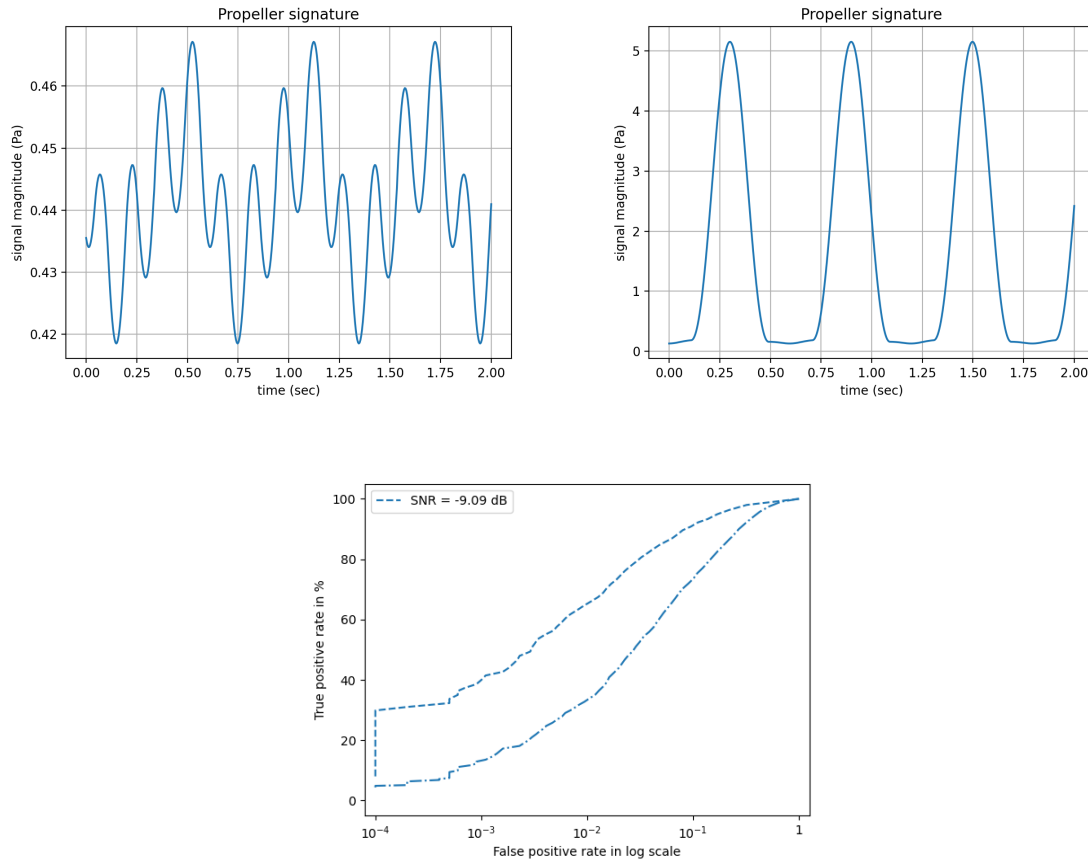 Propeller signature
signal magnitude (Pa)
0.46
0.45
0.44
0.43
0.42
0.00 0.25 0.50 0.75 1.00 1.25 1.50 1.75 2.00
time (sec)
Propeller signature
signal magnitude (Pa)
5
4
3
2
1
0
0.00 0.25 0.50 0.75 1.00 1.25 1.50 1.75 2.00
time (sec)
SNR = -9.09 dB
True positive rate in %
100
80
60
40
20
0
10⁻⁴ 10⁻³ 10⁻² 10⁻¹ 1
False positive rate in log scale